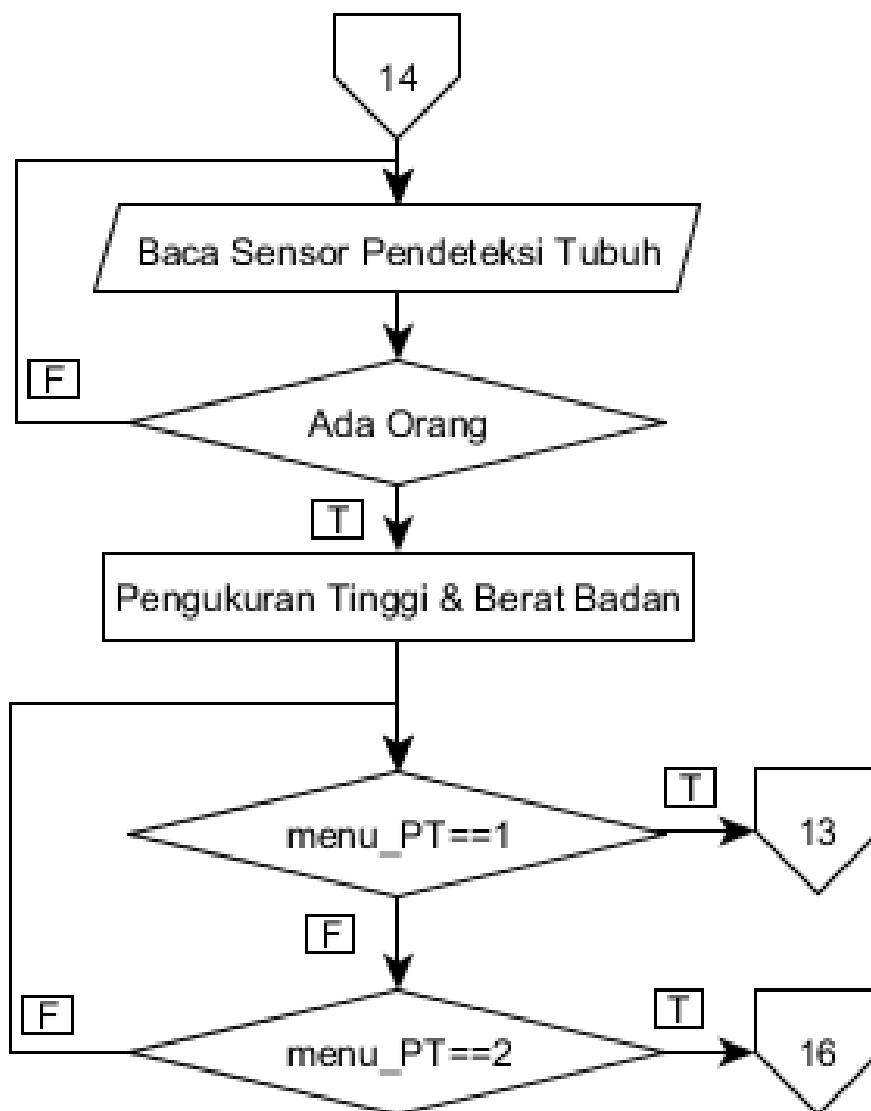 14
Baca Sensor Pendeteksi Tubuh
F
Ada Orang
T
Pengukuran Tinggi & Berat Badan
T
menu_PT==1
13
F
F
T
menu_PT==2
16